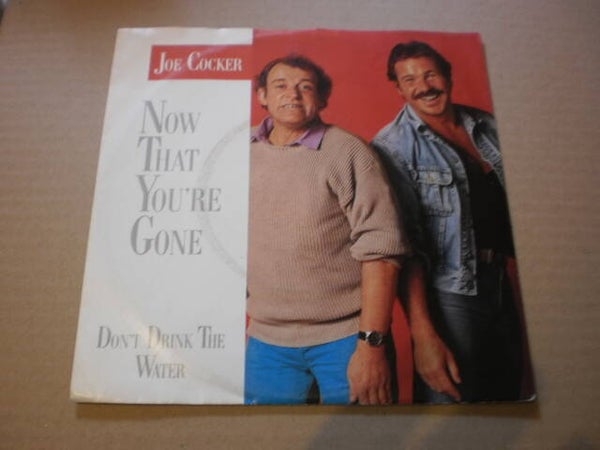 JOE COCKER
NOW
THAT
YOU'RE
GONE
DON'T DRINK THE
WATER